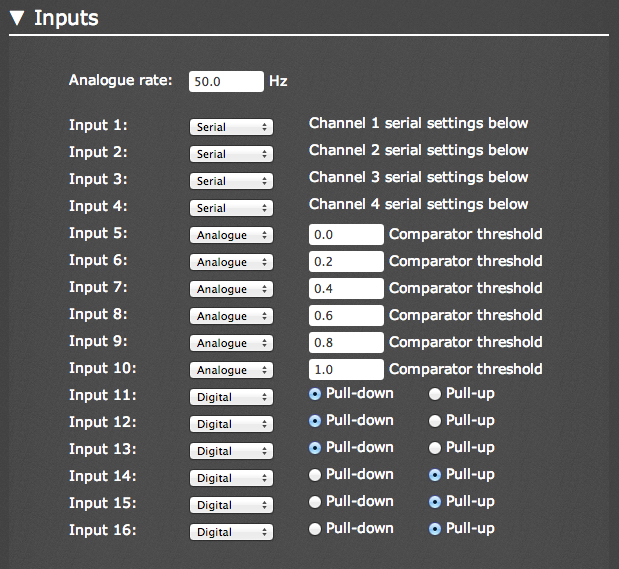 ▼ Inputs
Analogue rate: 50.0 Hz
Input 1: Serial Channel 1 serial settings below
Input 2: Serial Channel 2 serial settings below
Input 3: Serial Channel 3 serial settings below
Input 4: Serial Channel 4 serial settings below
Input 5: Analogue 0.0 Comparator threshold
Input 6: Analogue 0.2 Comparator threshold
Input 7: Analogue 0.4 Comparator threshold
Input 8: Analogue 0.6 Comparator threshold
Input 9: Analogue 0.8 Comparator threshold
Input 10: Analogue 1.0 Comparator threshold
Input 11: Digital Pull-down Pull-up
Input 12: Digital Pull-down Pull-up
Input 13: Digital Pull-down Pull-up
Input 14: Digital Pull-down Pull-up
Input 15: Digital Pull-down Pull-up
Input 16: Digital Pull-down Pull-up